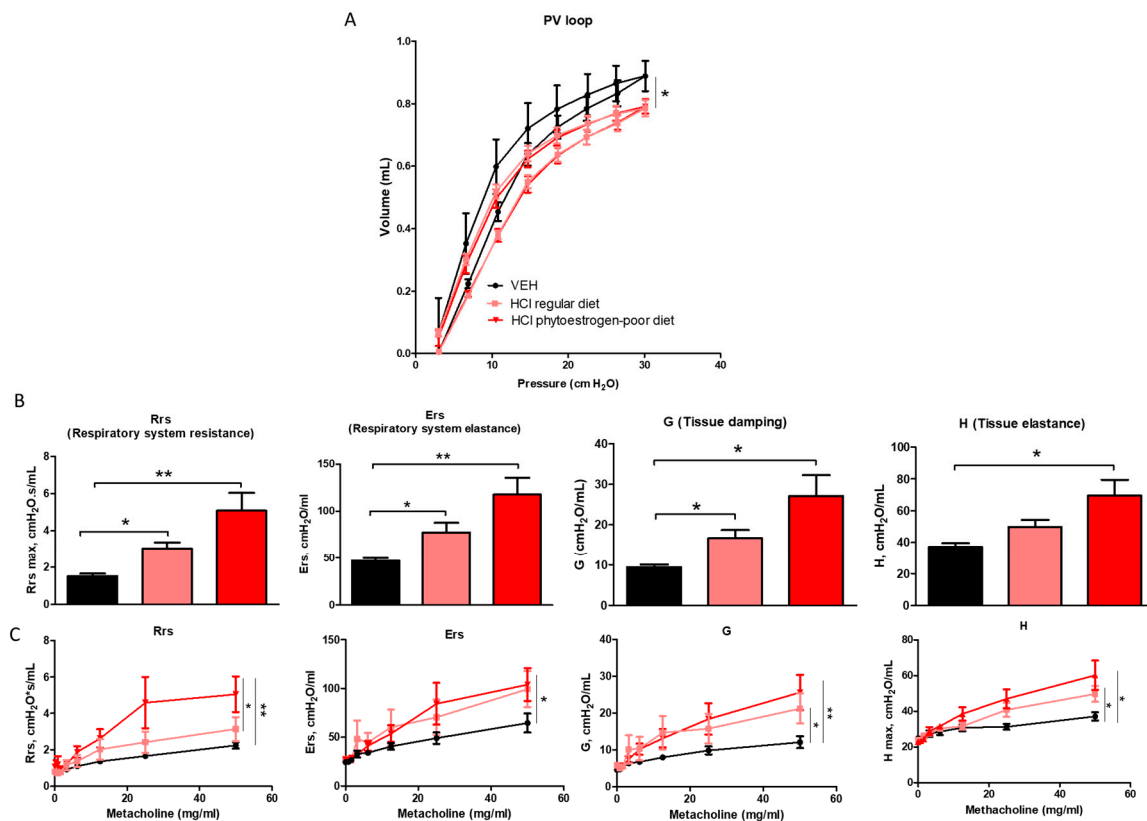 A
PV loop
1.0
0.8
0.6
0.4
0.2
0.0
Volume (mL)
*
VEH
HCl regular diet
HCl phytoestrogen-poor diet
0 10 20 30 40
Pressure (cm H2O)
B
Rrs
(Respiratory system resistance)
Rrs max, cmH2O.s/mL
6
4
2
0
*
**
Ers
(Respiratory system elastance)
Ers, cmH2O/ml
150
100
50
0
*
**
G (Tissue damping)
G (cmH2O/mL)
40
30
20
10
0
*
*
H (Tissue elastance)
H, cmH2O/mL
100
80
60
40
20
0
*
C
Rrs
Rrs, cmH2O*s/mL
8
6
4
2
0
* **
0 20 40 60
Metacholine (mg/ml)
Ers
Ers, cmH2O/ml
150
100
50
0
*
0 20 40 60
Metacholine (mg/ml)
G
G, cmH2O/mL
40
30
20
10
0
* **
0 20 40 60
Metacholine (mg/ml)
H
H max, cmH2O/mL
80
60
40
20
0
* *
0 20 40 60
Methacholine (mg/ml)